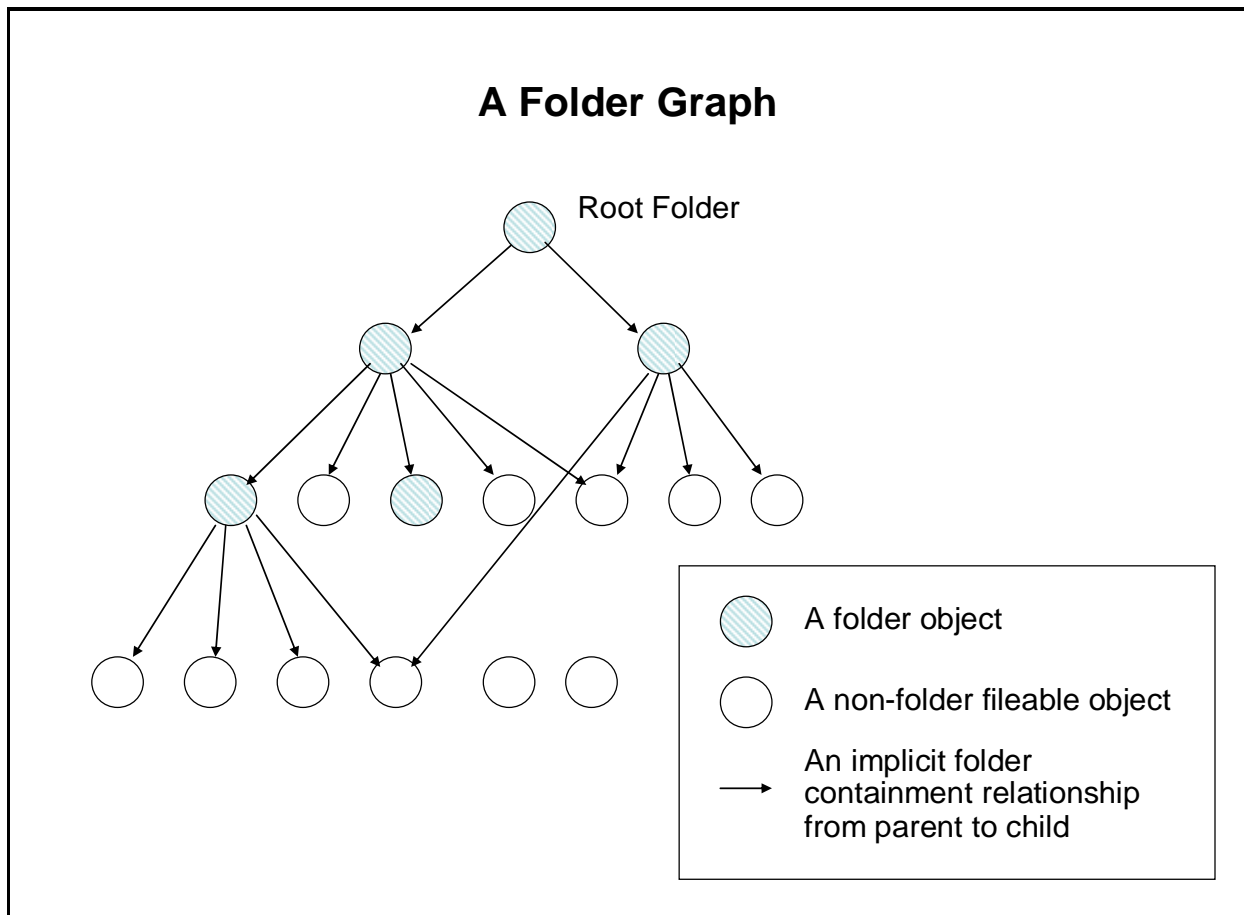 A Folder Graph
Root Folder
A folder object
A non-folder fileable object
An implicit folder
containment relationship
from parent to child